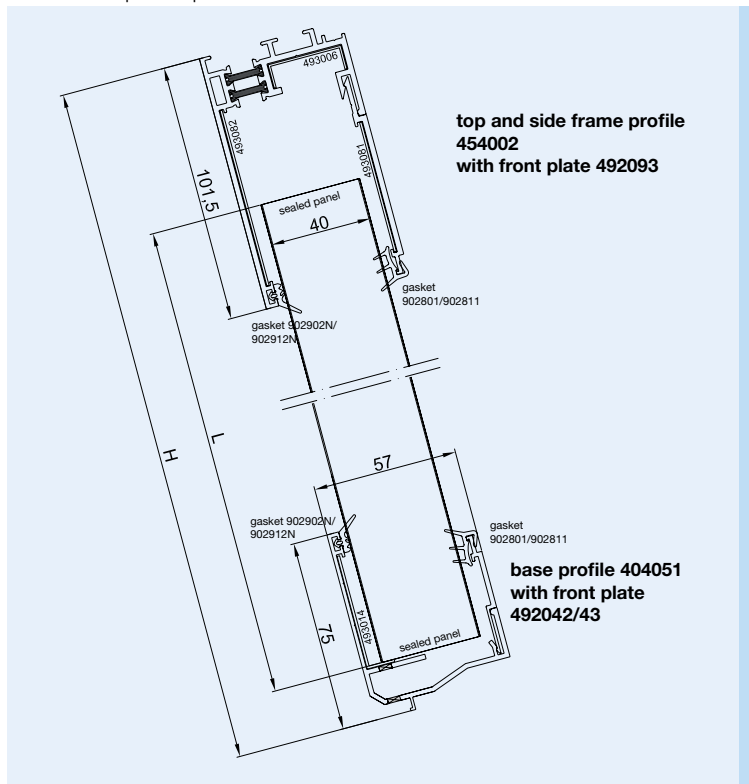 493006
top and side frame profile
454002
with front plate 492093
493082
493081
101,5
sealed panel
40
gasket
902801/902811
gasket 902902N/
902912N
L
H
57
gasket 902902N/
902912N
gasket
902801/902811
base profile 404051
with front plate
492042/43
493014
75
sealed panel